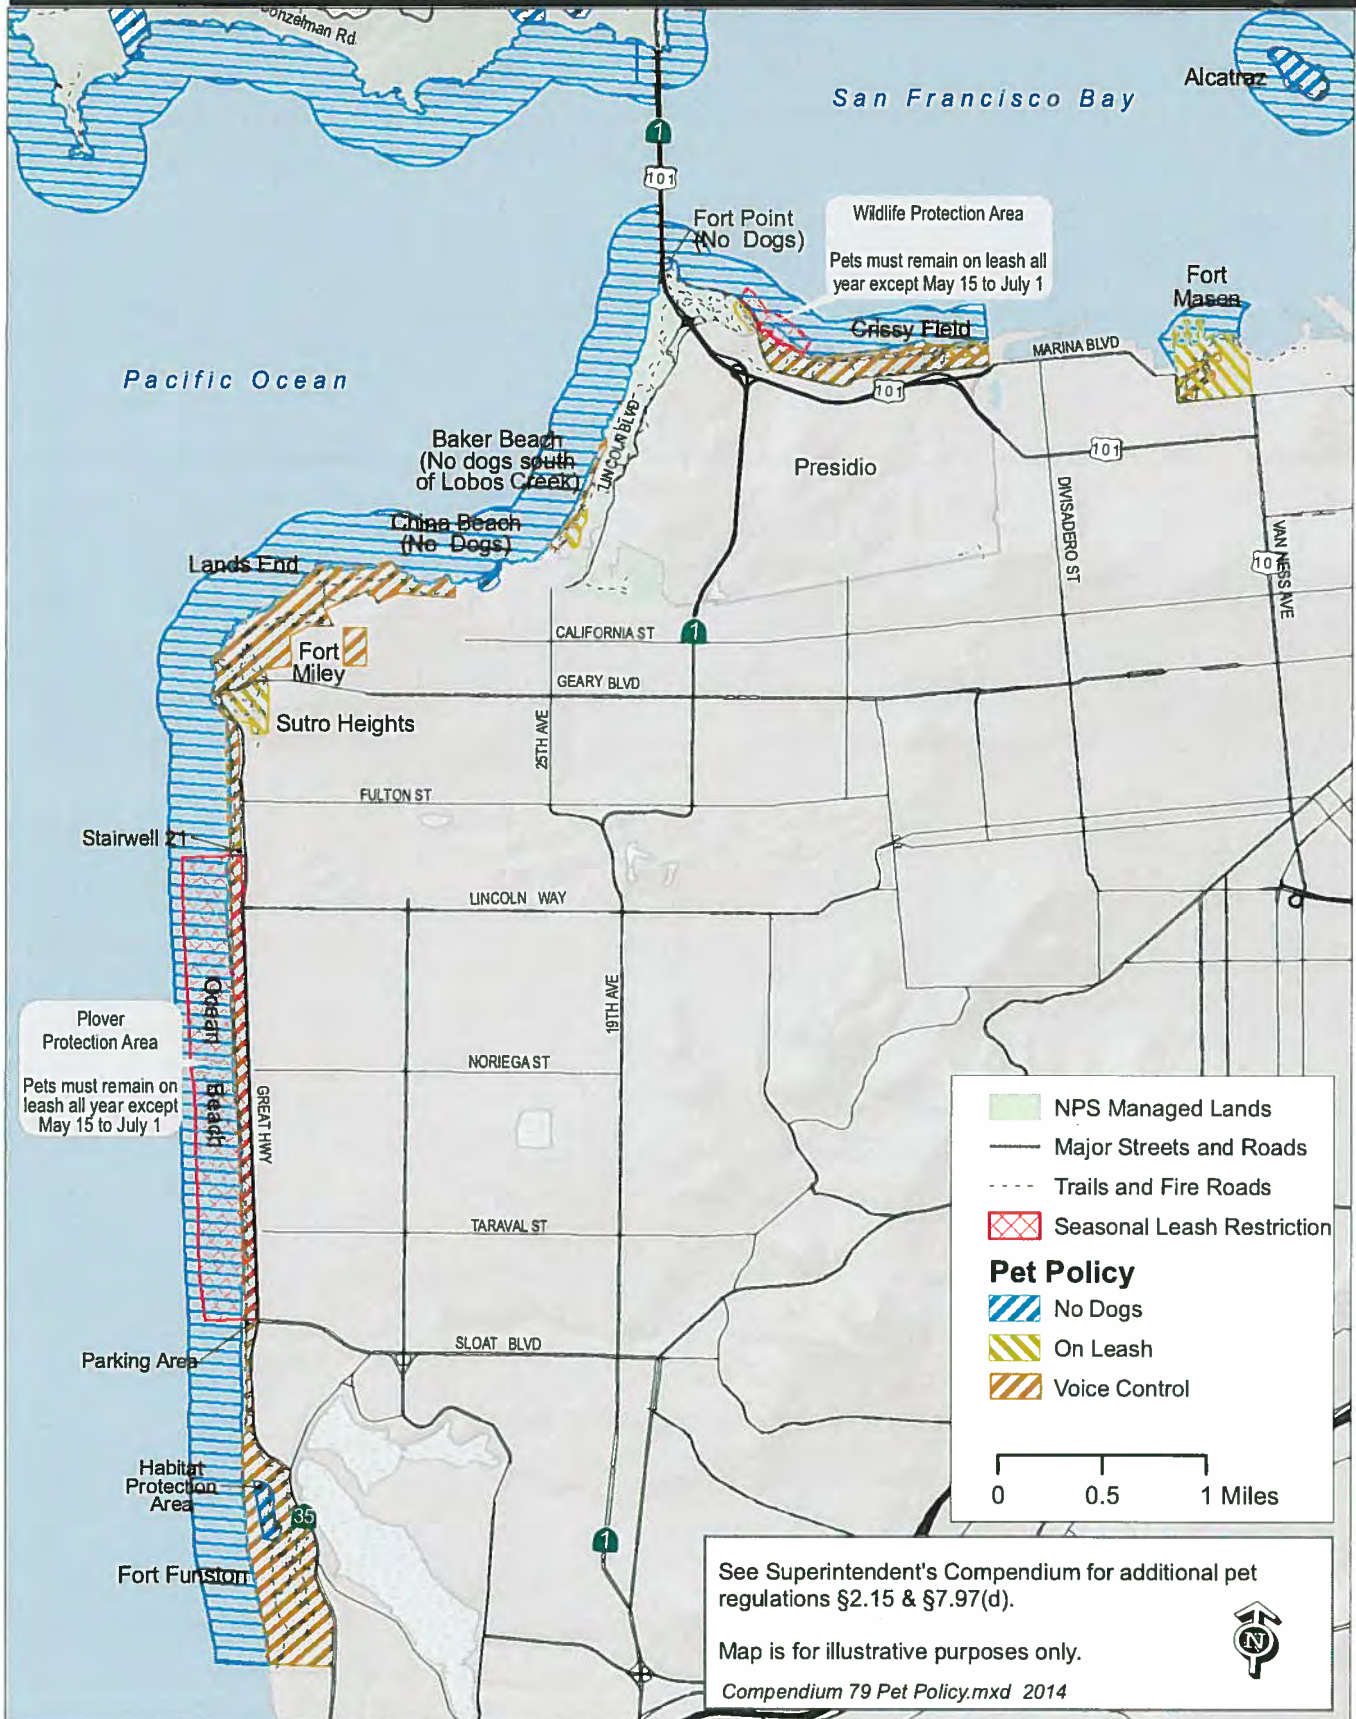 Conzelman Rd
San Francisco Bay
Alcatraz
1
101
Fort Point
(No Dogs)
Wildlife Protection Area
Pets must remain on leash all
year except May 15 to July 1
Fort
Mason
Crissy Field
MARINA BLVD
101
Pacific Ocean
LINCOLN BLVD
Baker Beach
(No dogs south
of Lobos Creek)
Presidio
101
DIVISADERO ST
VAN NESS AVE
101
China Beach
(No Dogs)
Lands End
CALIFORNIA ST
1
Fort
Miley
GEARY BLVD
Sutro Heights
25TH AVE
FULTON ST
Stairwell 21
LINCOLN WAY
Ocean Beach
19TH AVE
Plover
Protection Area
Pets must remain on
leash all year except
May 15 to July 1
NORIEGA ST
GREAT HWY
TARAVAL ST
SLOAT BLVD
Parking Area
Habitat
Protection
Area
35
1
Fort Funston
NPS Managed Lands
Major Streets and Roads
Trails and Fire Roads
Seasonal Leash Restriction
Pet Policy
No Dogs
On Leash
Voice Control
0 0.5 1 Miles
See Superintendent's Compendium for additional pet
regulations §2.15 & §7.97(d).
Map is for illustrative purposes only.
Compendium 79 Pet Policy.mxd 2014
N